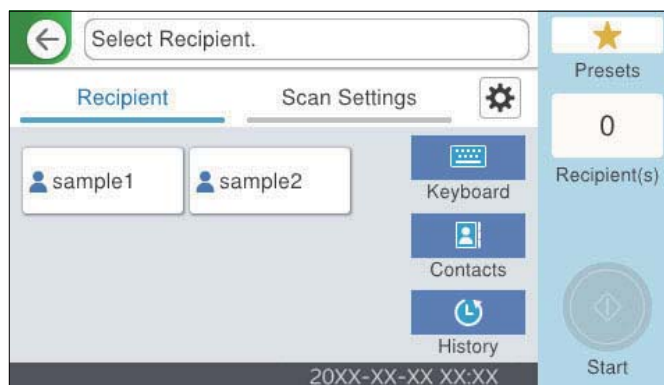 Select Recipient.
Presets
Recipient
Scan Settings
0
Recipient(s)
sample1
sample2
Keyboard
Contacts
History
Start
20XX-XX-XX XX:XX